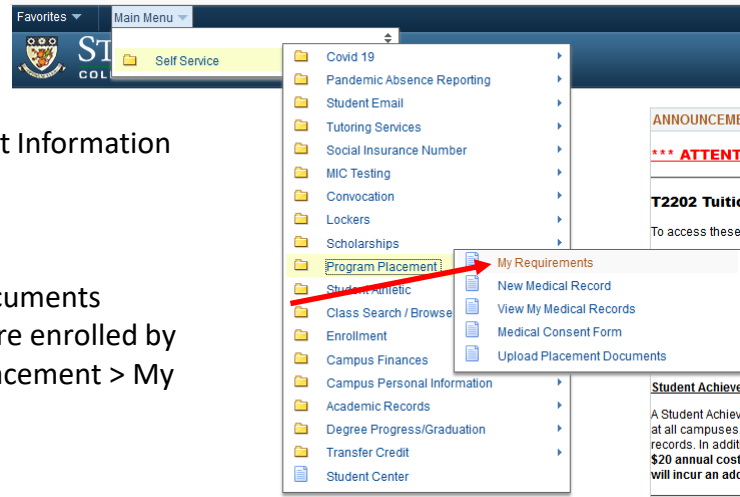 Favorites
Main Menu
Self Service
Covid 19
Pandemic Absence Reporting
Student Email
Tutoring Services
Social Insurance Number
MIC Testing
Convocation
Lockers
Scholarships
Program Placement
Student Athletic
Class Search / Browse
Enrollment
Campus Finances
Campus Personal Information
Academic Records
Degree Progress/Graduation
Transfer Credit
Student Center
My Requirements
New Medical Record
View My Medical Records
Medical Consent Form
Upload Placement Documents
t Information
cuments
re enrolled by
ncement > My
ANNOUNCEME
*** ATTENT
T2202 Tuitio
To access these
Student Achieve
A Student Achiev
at all campuses.
records. In addit
$20 annual cost
will incur an add
ST
COL